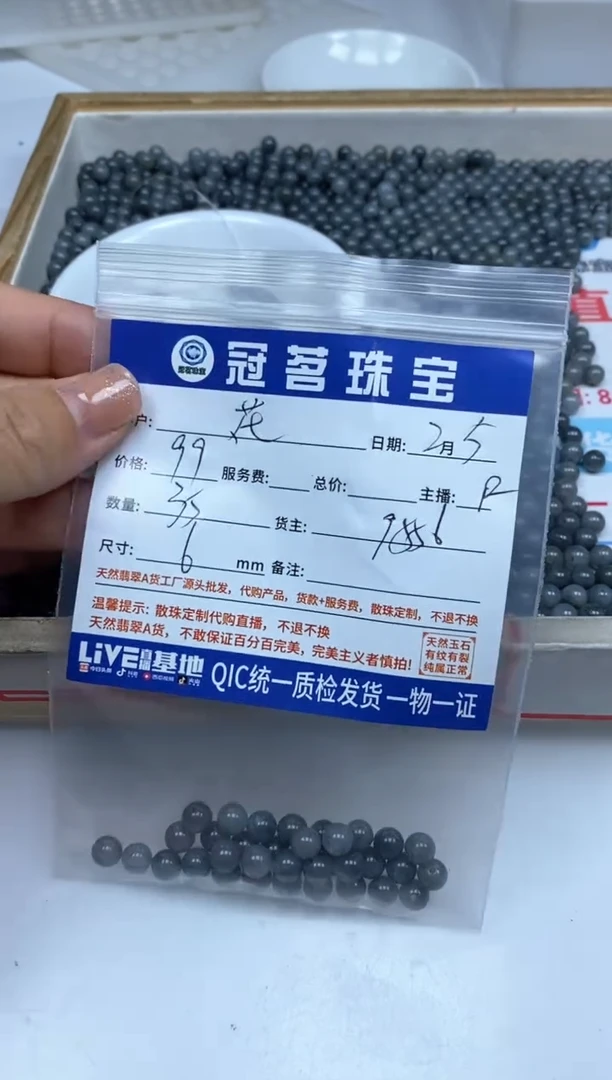 冠茗珠宝
户: 花 日期: 2月5
价格: 99 服务费: 总价: 主播: P
数量: 35 货主:
尺寸: 6 mm 备注:
天然翡翠A货工厂源头批发，代购产品，货款+服务费，散珠定制，不退不换
温馨提示: 散珠定制代购直播，不退不换
天然翡翠A货，不敢保证百分百完美，完美主义者慎拍!
天然玉石
有纹有裂
纯属正常
LiVE直播基地 QIC统一质检发货 一物一证